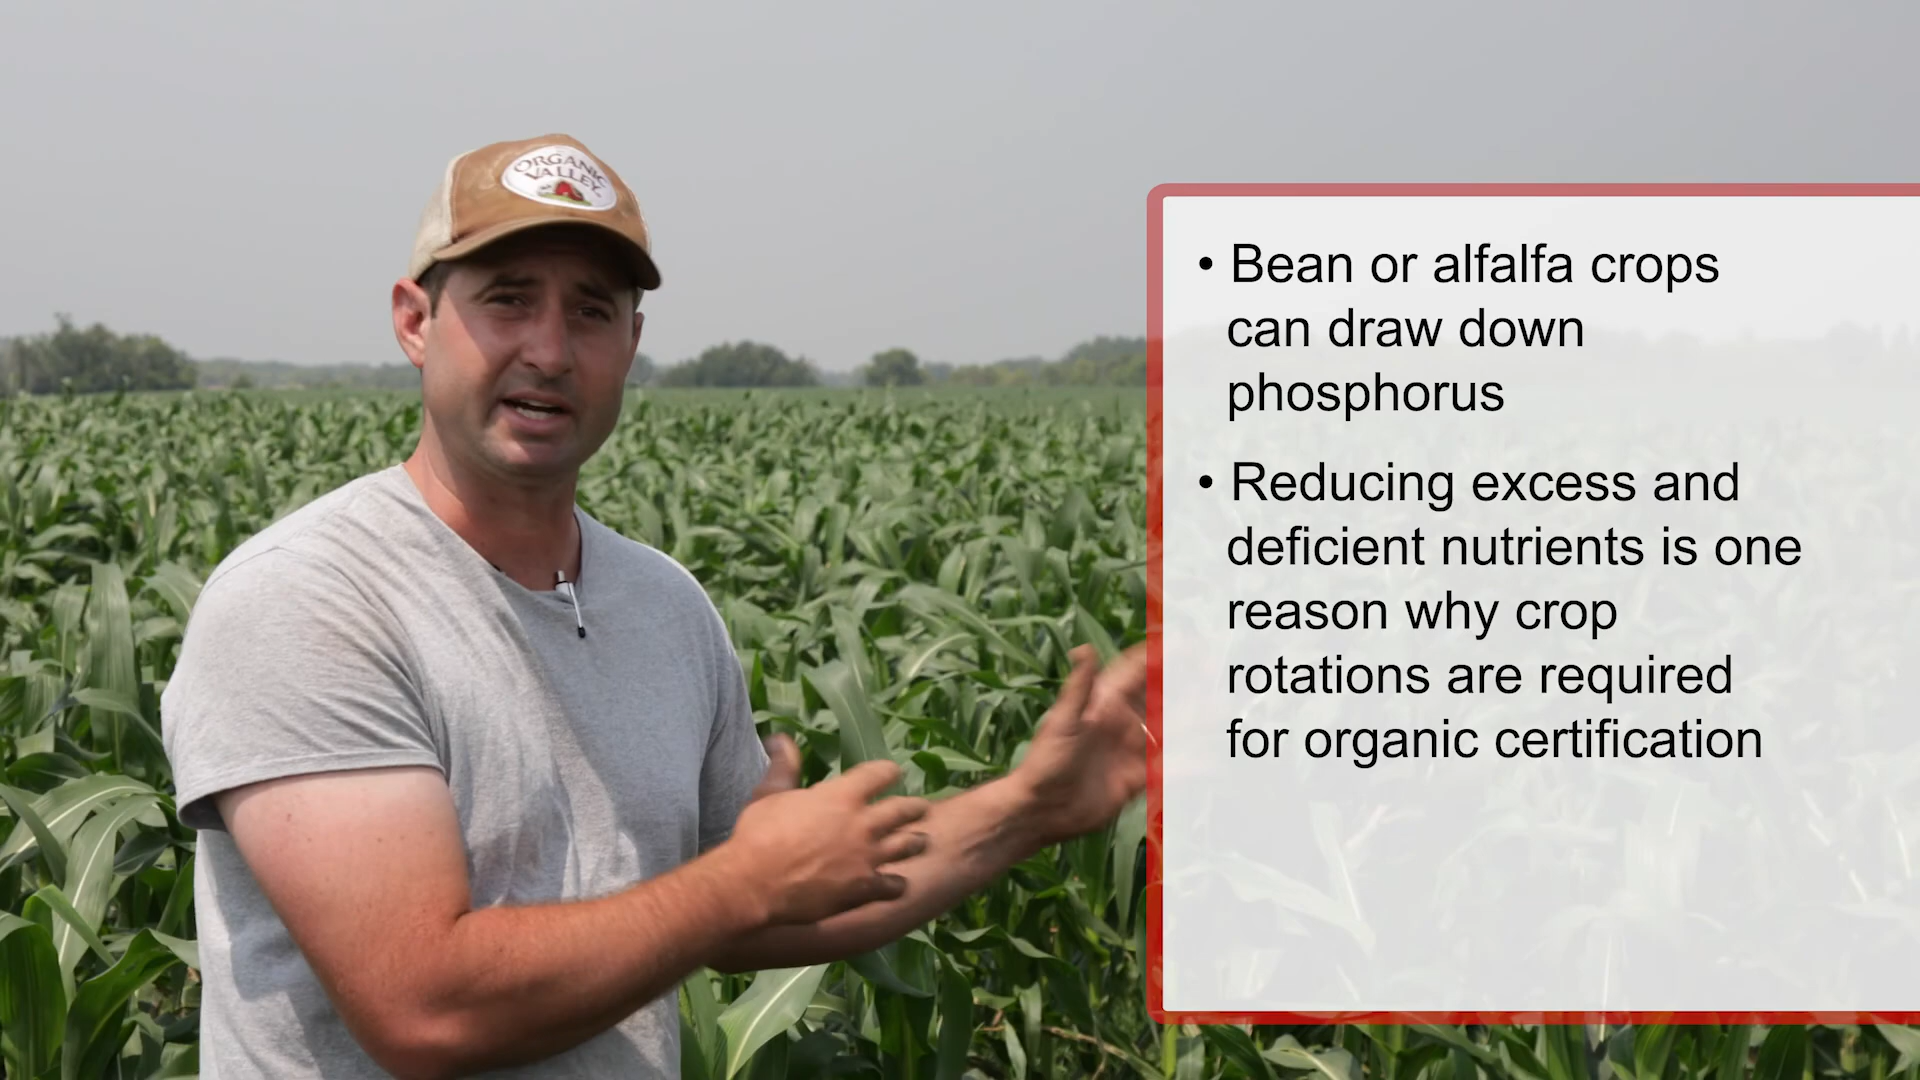 ORGANIC
VALLEY
• Bean or alfalfa crops
can draw down
phosphorus
• Reducing excess and
deficient nutrients is one
reason why crop
rotations are required
for organic certification